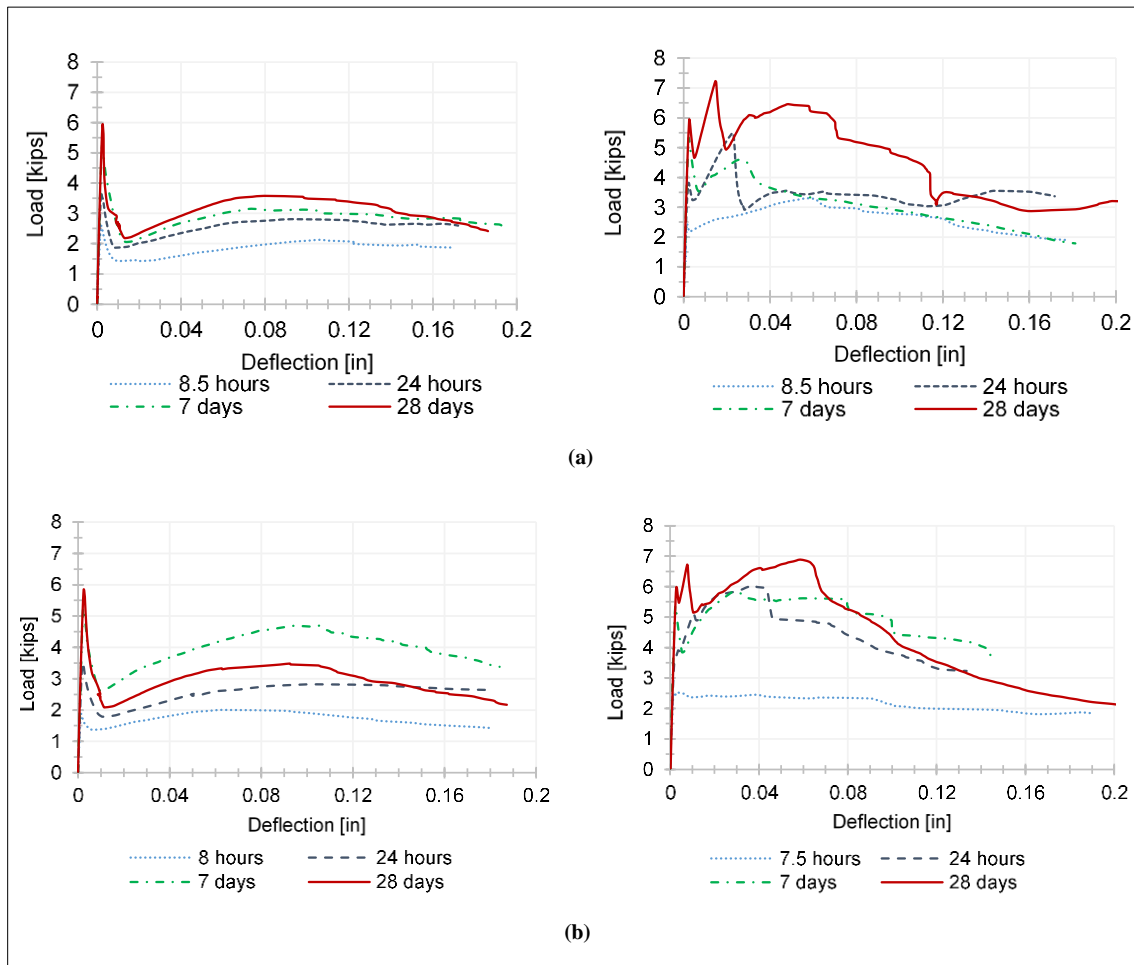 8
7
6
5
4
3
2
1
0
Load [kips]
0 0.04 0.08 0.12 0.16 0.2
Deflection [in]
8.5 hours 24 hours
7 days 28 days
8
7
6
5
4
3
2
1
0
Load [kips]
0 0.04 0.08 0.12 0.16 0.2
Deflection [in]
8.5 hours 24 hours
7 days 28 days
(a)
8
7
6
5
4
3
2
1
0
Load [kips]
0 0.04 0.08 0.12 0.16 0.2
Deflection [in]
8 hours 24 hours
7 days 28 days
8
7
6
5
4
3
2
1
0
Load [kips]
0 0.04 0.08 0.12 0.16 0.2
Deflection [in]
7.5 hours 24 hours
7 days 28 days
(b)